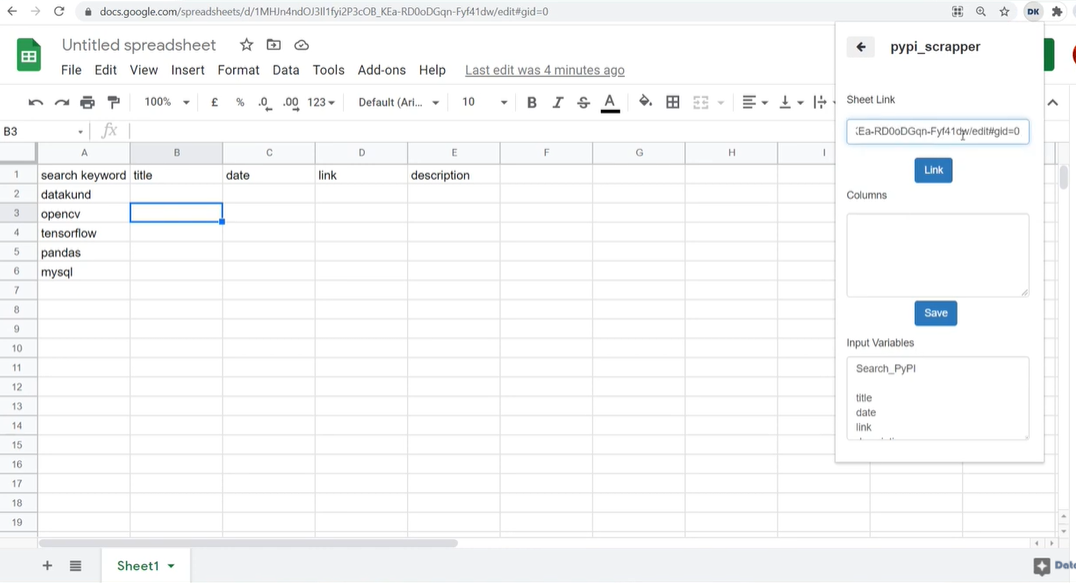 docs.google.com/spreadsheets/d/1MHJn4ndOJ3Il1fyi2P3cOB_KEa-RD0oDGqn-Fyf41dw/edit#gid=0
DK
Untitled spreadsheet
File Edit View Insert Format Data Tools Add-ons Help Last edit was 4 minutes ago
100% £ % .0 .00 123 Default (Ari... 10 B I S A
B3 fx
A B C D E F G H I
1 search keyword title date link description
2 datakund
3 opencv
4 tensorflow
5 pandas
6 mysql
7
8
9
10
11
12
13
14
15
16
17
18
19
Sheet1
pypi_scrapper
Sheet Link
KEa-RD0oDGqn-Fyf41dw/edit#gid=0
Link
Columns
Save
Input Variables
Search_PyPI
title
date
link